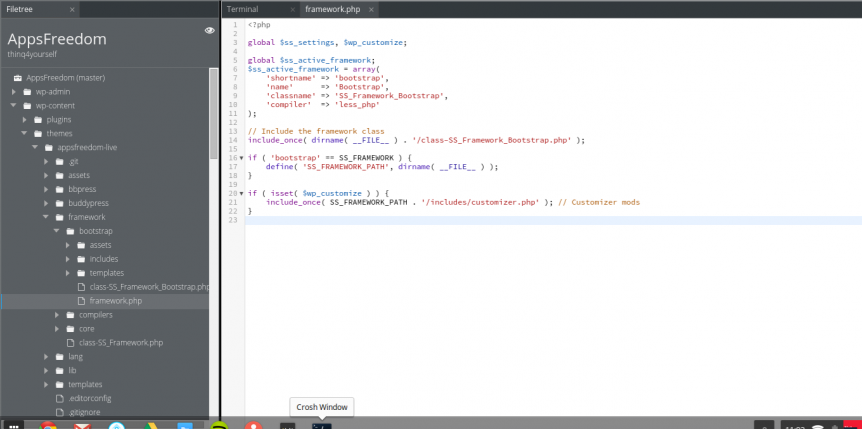 Filetree ×
AppsFreedom
thinq4yourself
AppsFreedom (master)
wp-admin
wp-content
plugins
themes
appsfreedom-live
.git
assets
bbpress
buddypress
framework
bootstrap
assets
includes
templates
class-SS_Framework_Bootstrap.php
framework.php
compilers
core
class-SS_Framework.php
lang
lib
templates
.editorconfig
.gitignore
Terminal × framework.php ×
1 <?php
2
3 global $ss_settings, $wp_customize;
4
5 global $ss_active_framework;
6 $ss_active_framework = array(
7 'shortname' => 'bootstrap',
8 'name' => 'Bootstrap',
9 'classname' => 'SS_Framework_Bootstrap',
10 'compiler' => 'less_php'
11 );
12
13 // Include the framework class
14 include_once( dirname( __FILE__ ) . '/class-SS_Framework_Bootstrap.php' );
15
16 if ( 'bootstrap' == SS_FRAMEWORK ) {
17 define( 'SS_FRAMEWORK_PATH', dirname( __FILE__ ) );
18 }
19
20 if ( isset( $wp_customize ) ) {
21 include_once( SS_FRAMEWORK_PATH . '/includes/customizer.php' ); // Customizer mods
22 }
23
Crosh Window